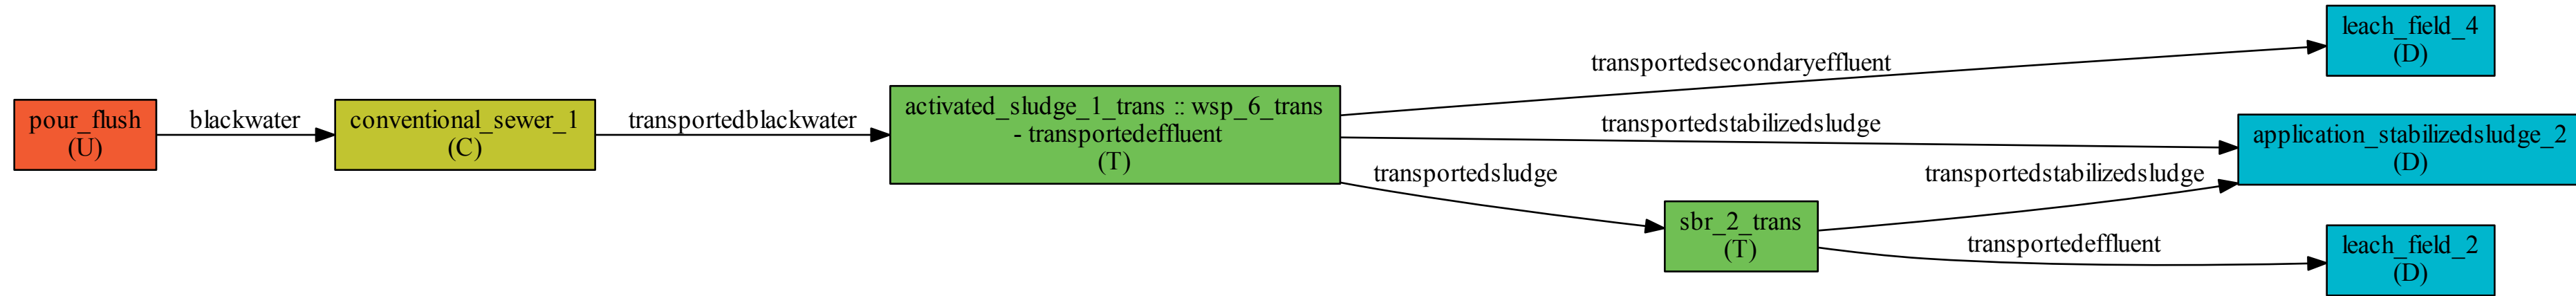 pour_flush
(U)
blackwater
conventional_sewer_1
(C)
transportedblackwater
activated_sludge_1_trans :: wsp_6_trans
- transportedeffluent
(T)
transportedsecondaryeffluent
transportedstabilizedsludge
transportedsludge
sbr_2_trans
(T)
transportedstabilizedsludge
transportedeffluent
leach_field_4
(D)
application_stabilizedsludge_2
(D)
leach_field_2
(D)